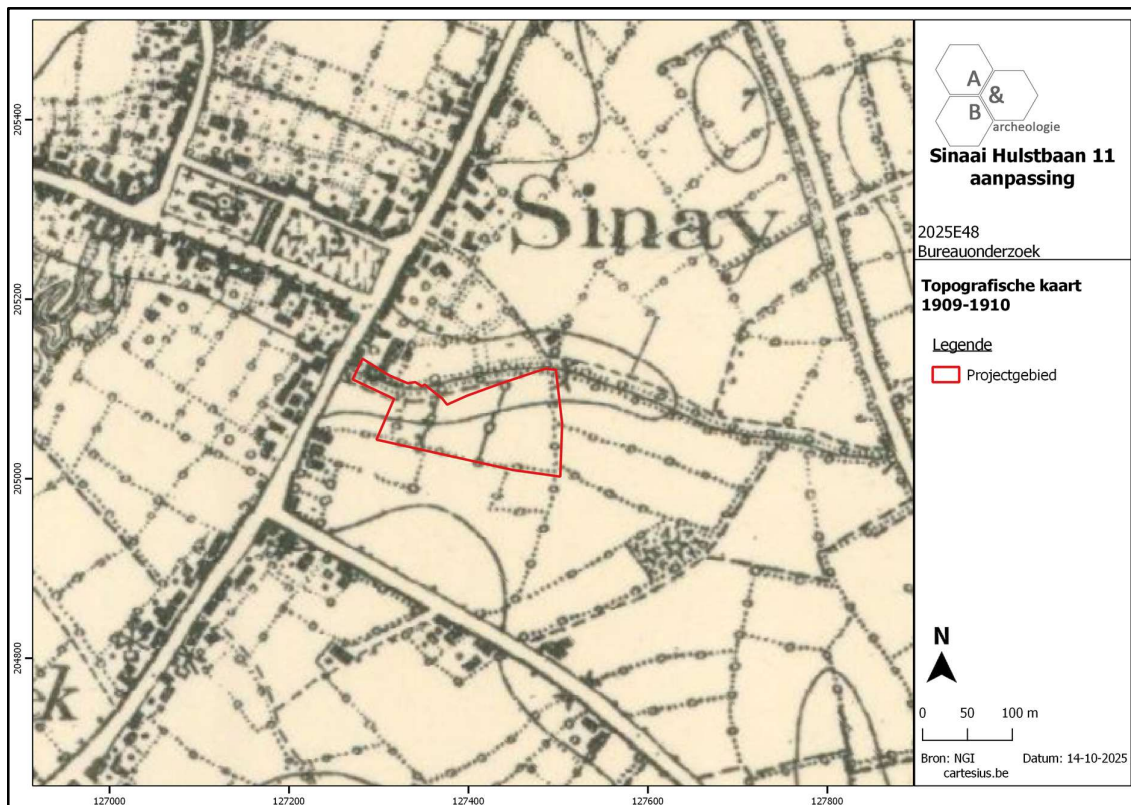 205400
205200
205000
204800
127000
127200
127400
127600
127800
Sinay
7
k
A
&
B
archeologie
Sinaai Hulstbaan 11
aanpassing
2025E48
Bureauonderzoek
Topografische kaart
1909-1910
Legende
Projectgebied
N
0 50 100 m
Bron: NGI Datum: 14-10-2025
cartesius.be